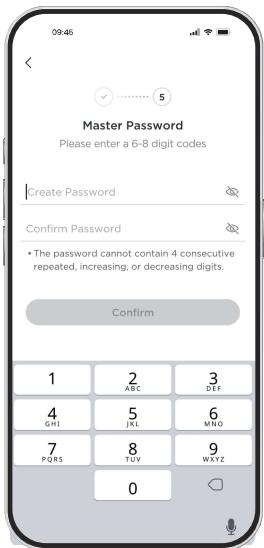 09:46
5
Master Password
Please enter a 6-8 digit codes
Create Password
Confirm Password
• The password cannot contain 4 consecutive
repeated, increasing, or decreasing digits.
Confirm
1 2 3
ABC DEF
4 5 6
GHI JKL MNO
7 8 9
PQRS TUV WXYZ
0